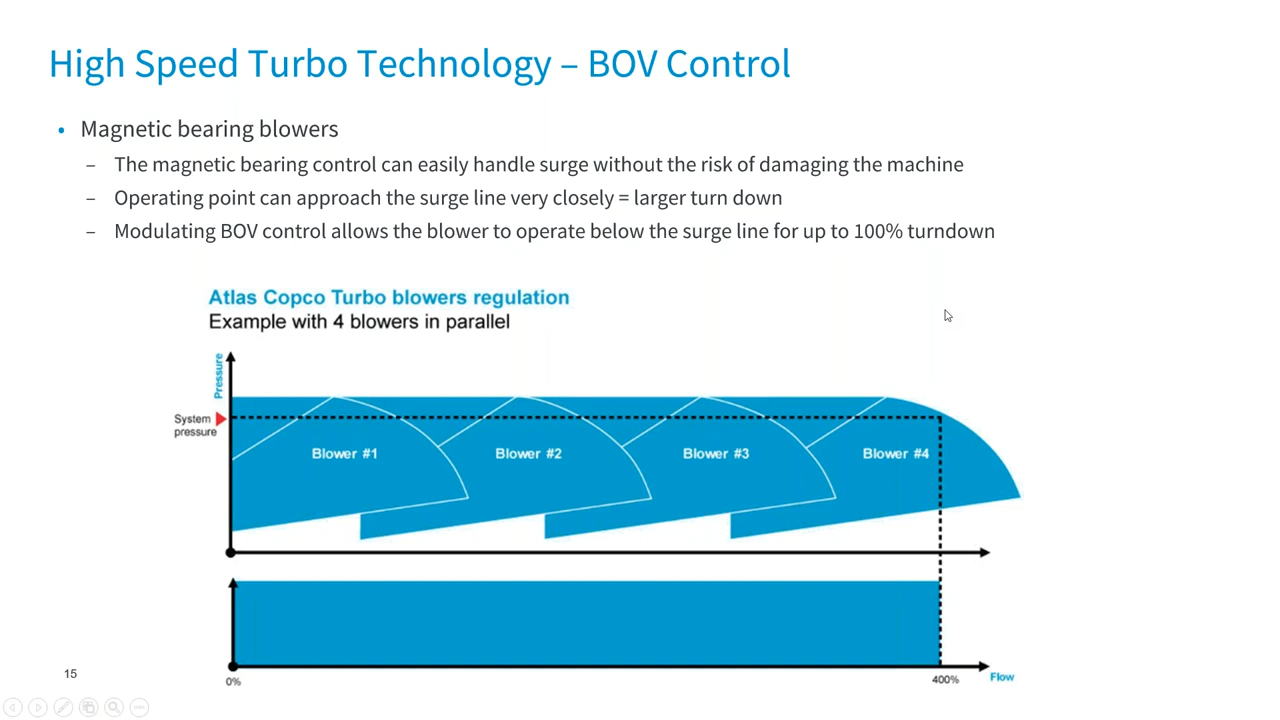 High Speed Turbo Technology – BOV Control
• Magnetic bearing blowers
– The magnetic bearing control can easily handle surge without the risk of damaging the machine
– Operating point can approach the surge line very closely = larger turn down
– Modulating BOV control allows the blower to operate below the surge line for up to 100% turndown
Atlas Copco Turbo blowers regulation
Example with 4 blowers in parallel
Pressure
System
pressure
Blower #1
Blower #2
Blower #3
Blower #4
15
0%
400%
Flow